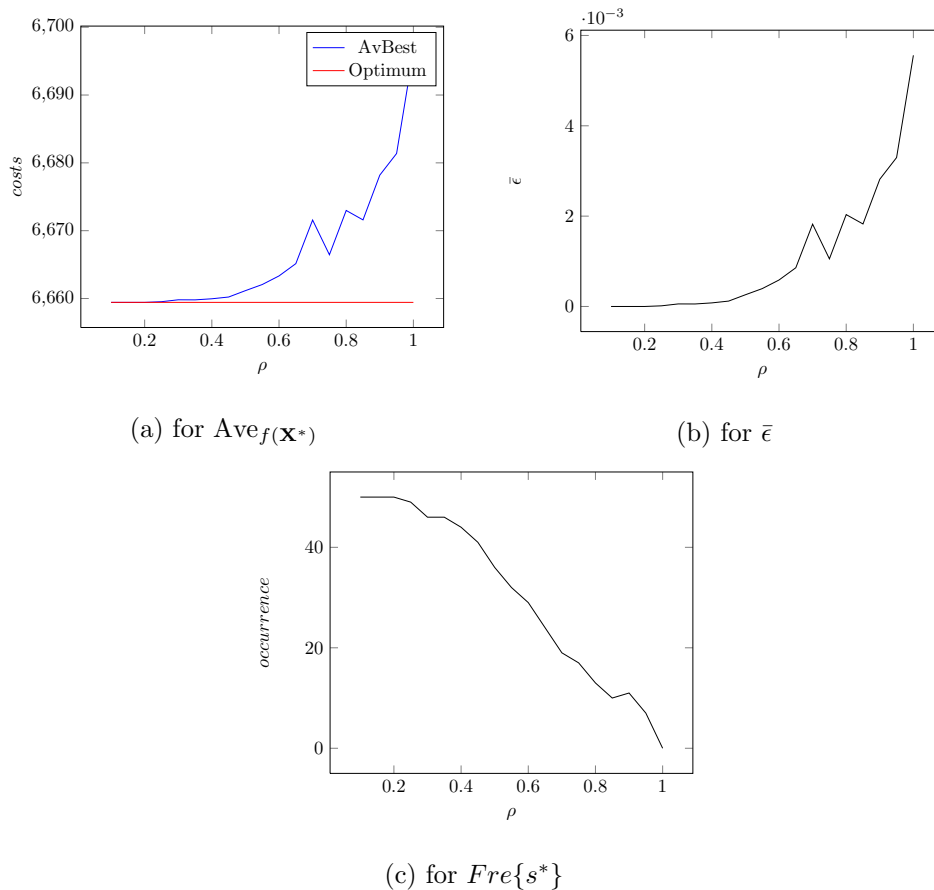 6,700
6,690
6,680
6,670
6,660
costs
AvBest
Optimum
0.2 0.4 0.6 0.8 1
ρ
(a) for Ave_{f(X*)}
·10⁻³
6
4
2
0
ϵ̄
0.2 0.4 0.6 0.8 1
ρ
(b) for ϵ̄
40
20
0
occurrence
0.2 0.4 0.6 0.8 1
ρ
(c) for Fre{s*}